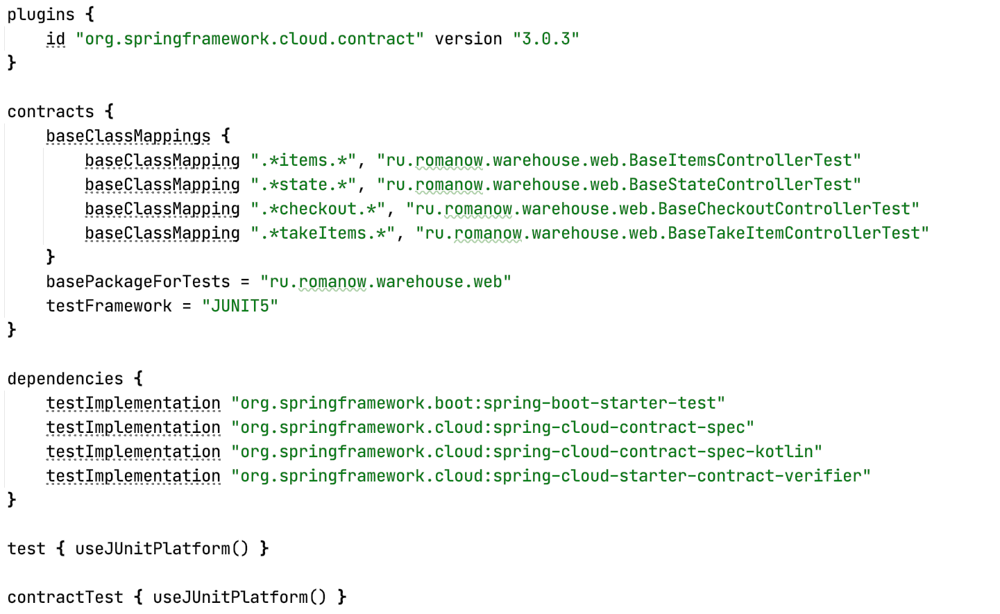 plugins {
    id "org.springframework.cloud.contract" version "3.0.3"
}

contracts {
    baseClassMappings {
        baseClassMapping ".*items.*", "ru.romanow.warehouse.web.BaseItemsControllerTest"
        baseClassMapping ".*state.*", "ru.romanow.warehouse.web.BaseStateControllerTest"
        baseClassMapping ".*checkout.*", "ru.romanow.warehouse.web.BaseCheckoutControllerTest"
        baseClassMapping ".*takeItems.*", "ru.romanow.warehouse.web.BaseTakeItemControllerTest"
    }
    basePackageForTests = "ru.romanow.warehouse.web"
    testFramework = "JUNIT5"
}

dependencies {
    testImplementation "org.springframework.boot:spring-boot-starter-test"
    testImplementation "org.springframework.cloud:spring-cloud-contract-spec"
    testImplementation "org.springframework.cloud:spring-cloud-contract-spec-kotlin"
    testImplementation "org.springframework.cloud:spring-cloud-starter-contract-verifier"
}

test { useJUnitPlatform() }

contractTest { useJUnitPlatform() }